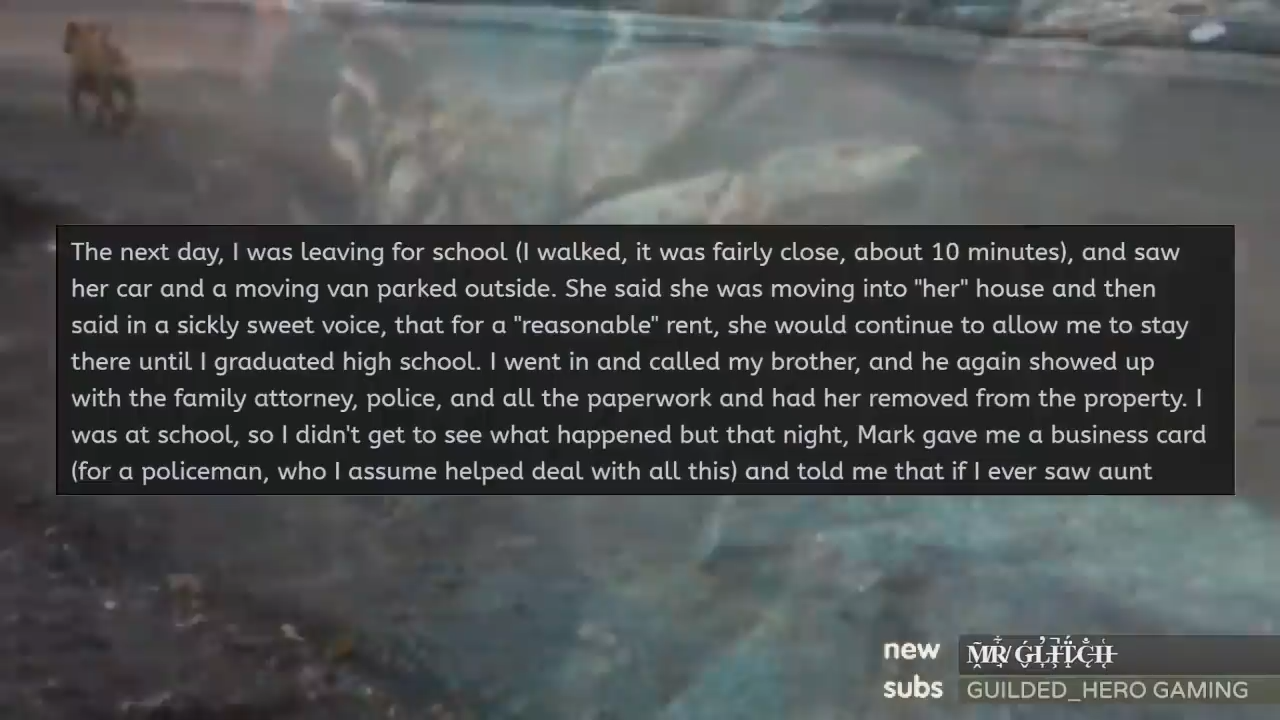 The next day, I was leaving for school (I walked, it was fairly close, about 10 minutes), and saw
her car and a moving van parked outside. She said she was moving into "her" house and then
said in a sickly sweet voice, that for a "reasonable" rent, she would continue to allow me to stay
there until I graduated high school. I went in and called my brother, and he again showed up
with the family attorney, police, and all the paperwork and had her removed from the property. I
was at school, so I didn't get to see what happened but that night, Mark gave me a business card
(for a policeman, who I assume helped deal with all this) and told me that if I ever saw aunt
new MR GLITCH
subs GUILDED_HERO GAMING